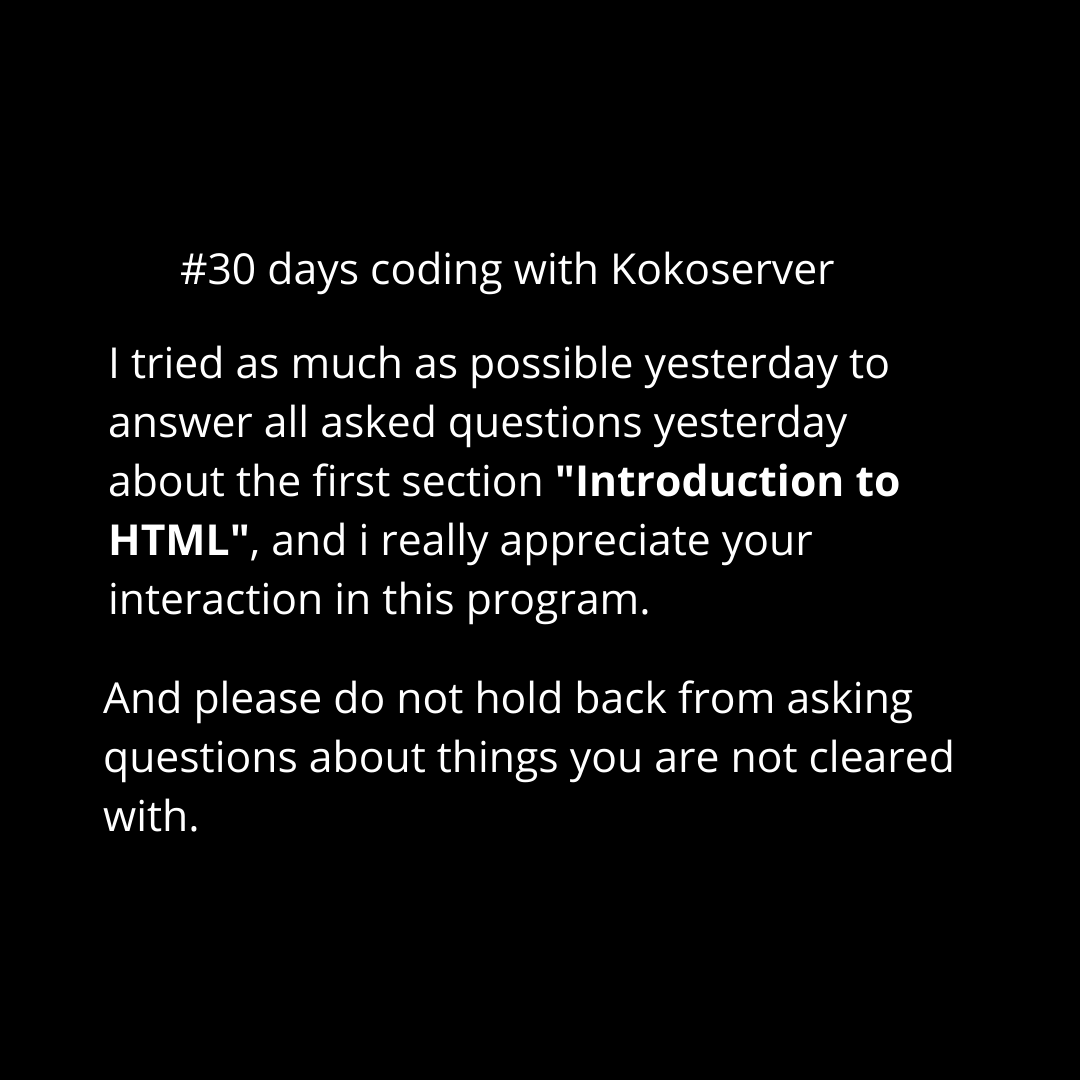 #30 days coding with Kokoserver
I tried as much as possible yesterday to
answer all asked questions yesterday
about the first section "Introduction to
HTML", and i really appreciate your
interaction in this program.
And please do not hold back from asking
questions about things you are not cleared
with.